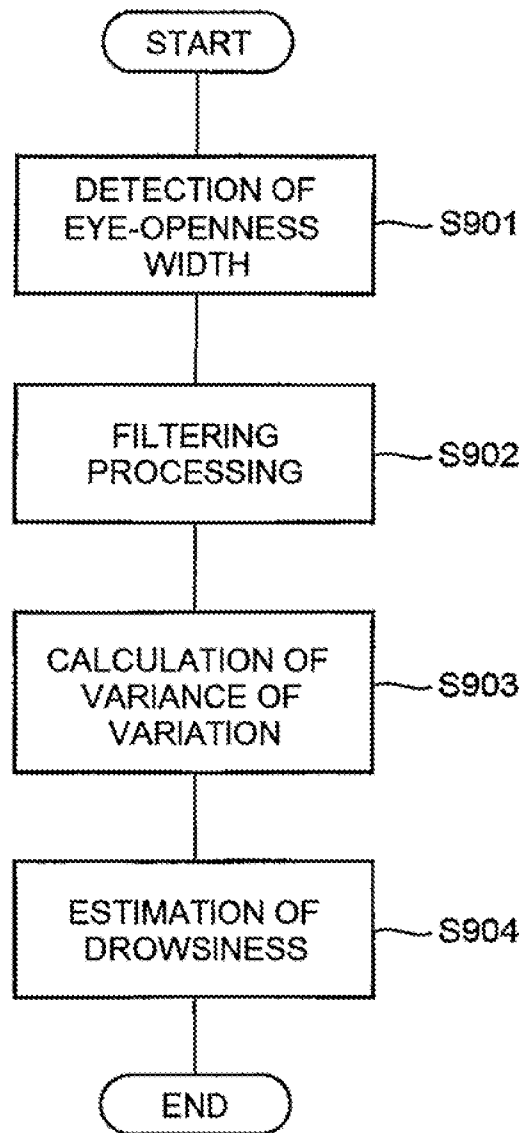 START
DETECTION OF
EYE-OPENNESS
WIDTH
S901
FILTERING
PROCESSING
S902
CALCULATION OF
VARIANCE OF
VARIATION
S903
ESTIMATION OF
DROWSINESS
S904
END